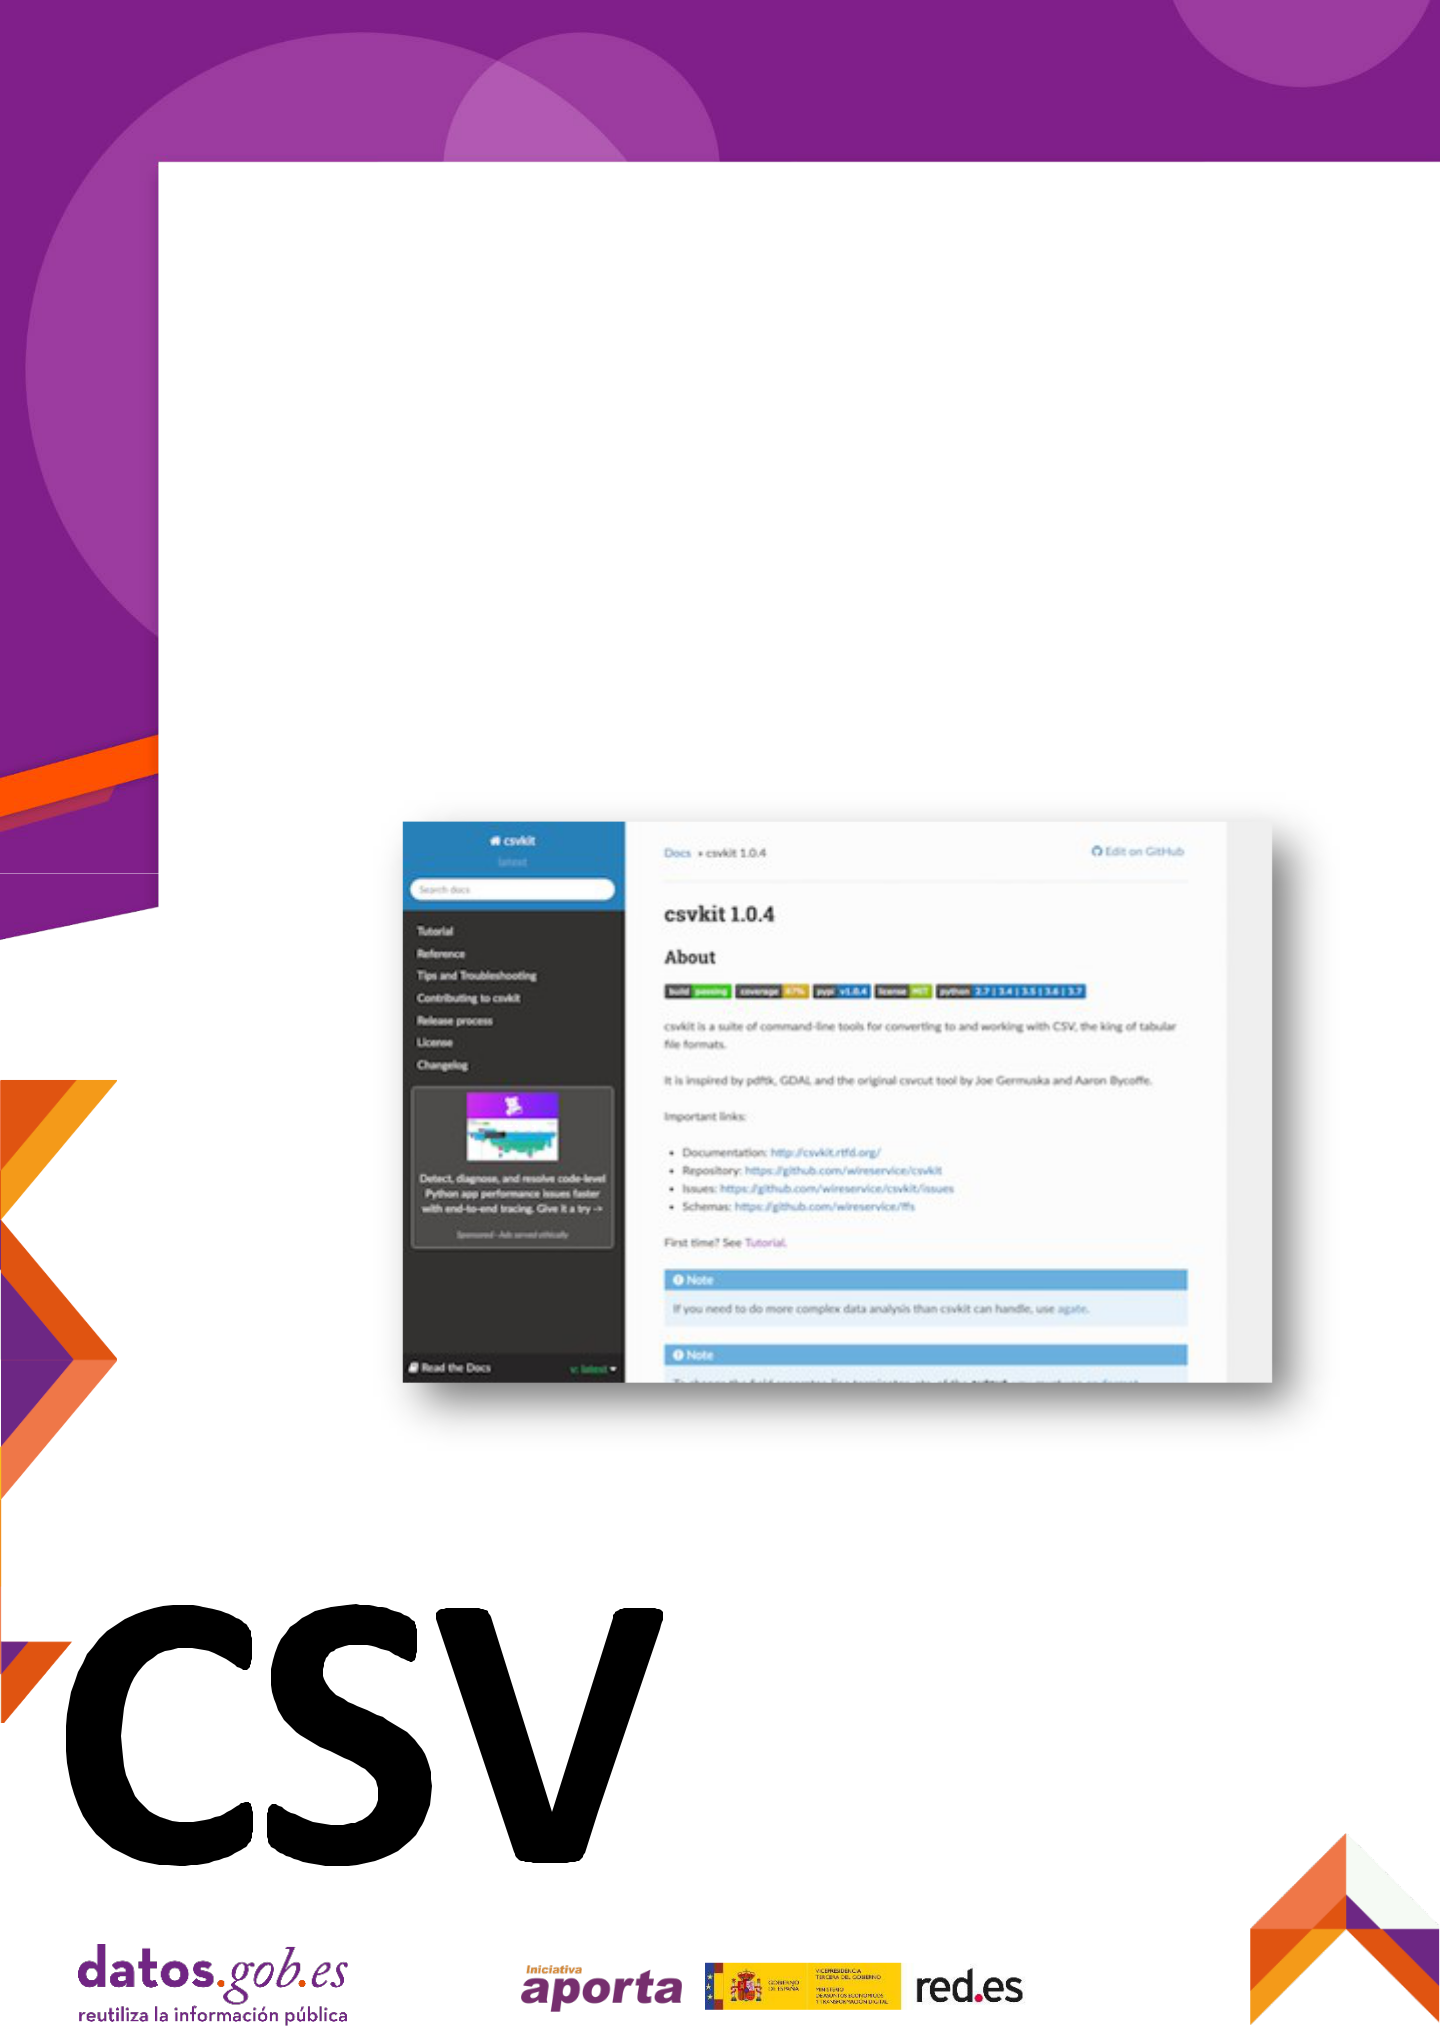 csvkit
latest
Search docs
Tutorial
Reference
Tips and Troubleshooting
Contributing to csvkit
Release process
License
Changelog
Detect, diagnose, and resolve code-level
Python app performance issues faster
with end-to-end tracing. Give it a try ->
Sponsored · Ads served ethically
Read the Docs
v: latest
Docs » csvkit 1.0.4
Edit on GitHub
csvkit 1.0.4
About
build passing coverage 87% pypi v1.0.4 license MIT python 2.7 | 3.4 | 3.5 | 3.6 | 3.7
csvkit is a suite of command-line tools for converting to and working with CSV, the king of tabular
file formats.
It is inspired by pdftk, GDAL and the original csvcut tool by Joe Germuska and Aaron Bycoffe.
Important links:
• Documentation: http://csvkit.rtfd.org/
• Repository: https://github.com/wireservice/csvkit
• Issues: https://github.com/wireservice/csvkit/issues
• Schemas: https://github.com/wireservice/ffs
First time? See Tutorial.
Note
If you need to do more complex data analysis than csvkit can handle, use agate.
Note
CSV
datos.gob.es
reutiliza la información pública
Iniciativa
aporta
GOBIERNO
DE ESPAÑA
VICEPRESIDENCIA
TERCERA DEL GOBIERNO
MINISTERIO
DE ASUNTOS ECONÓMICOS
Y TRANSFORMACIÓN DIGITAL
red.es